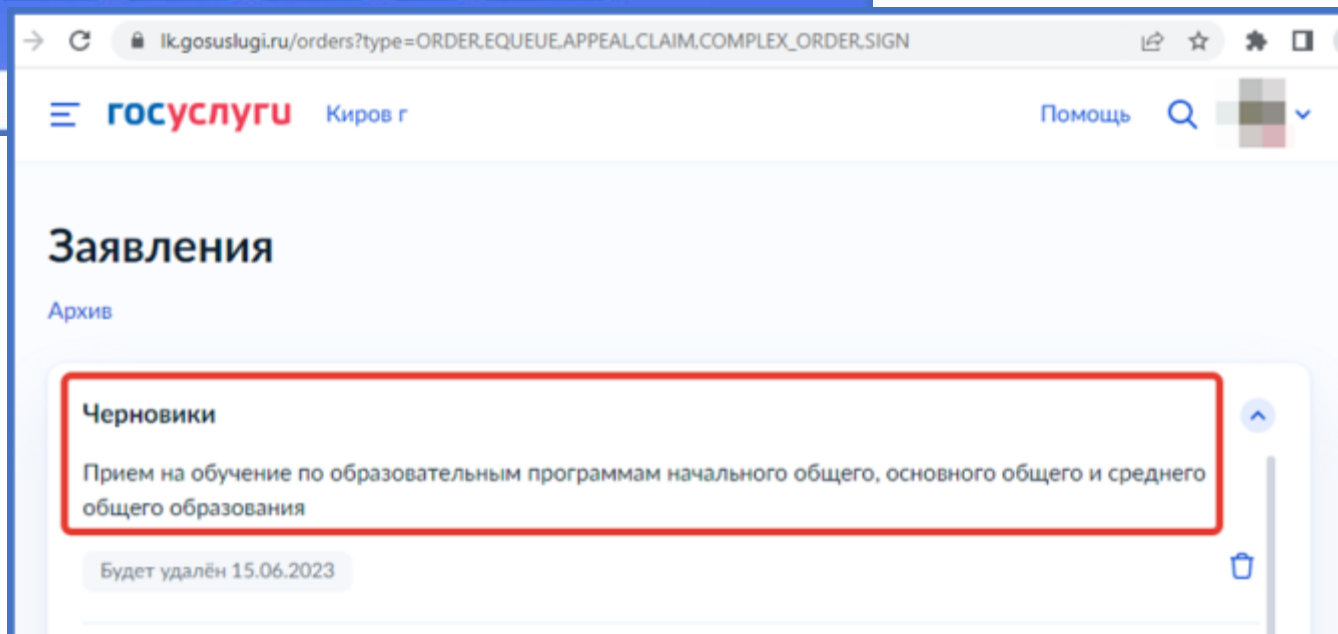 lk.gosuslugi.ru/orders?type=ORDER,EQUEUE,APPEAL,CLAIM,COMPLEX_ORDER,SIGN
госуслуги Киров г Помощь
Заявления
Архив
Черновики
Прием на обучение по образовательным программам начального общего, основного общего и среднего
общего образования
Будет удалён 15.06.2023